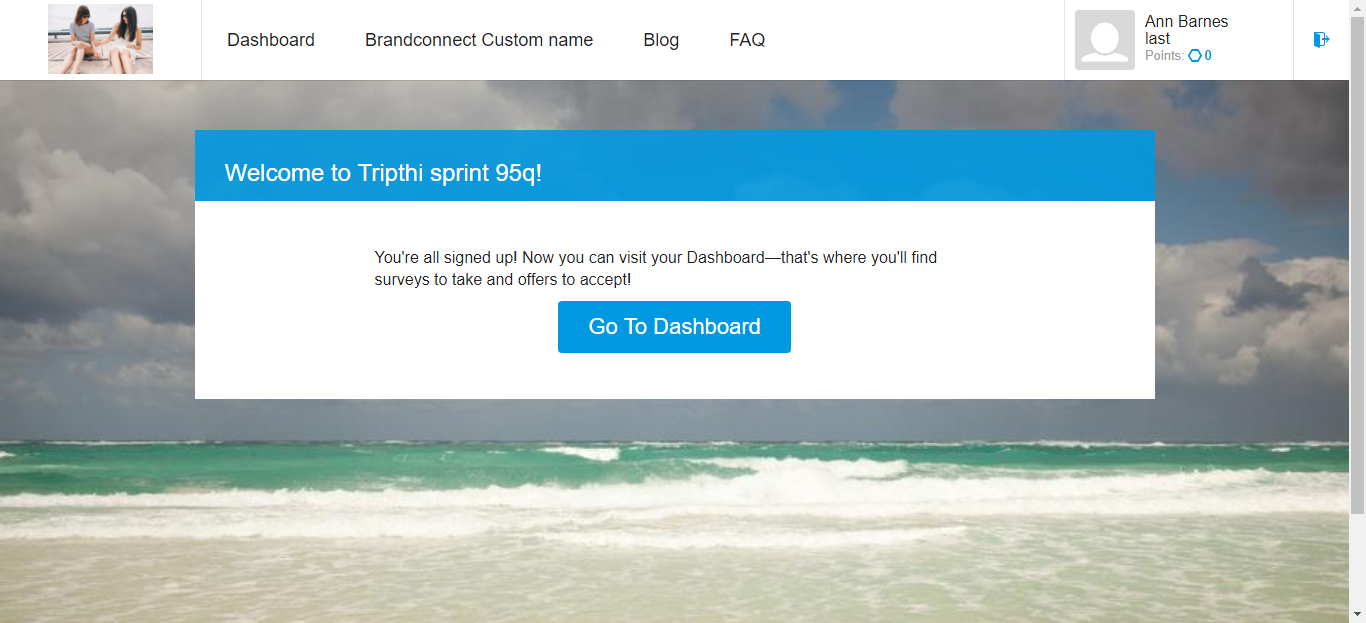 Dashboard Brandconnect Custom name Blog FAQ
Ann Barnes
last
Points: 0
Welcome to Tripthi sprint 95q!
You're all signed up! Now you can visit your Dashboard—that's where you'll find
surveys to take and offers to accept!
Go To Dashboard